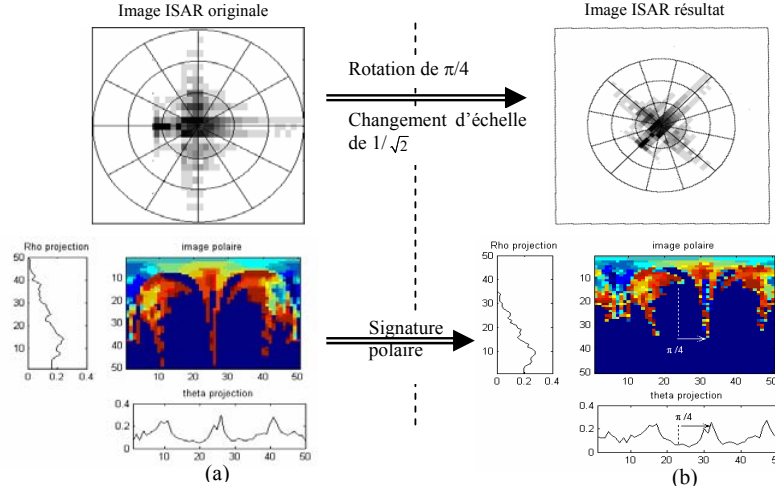 Image ISAR originale
Image ISAR résultat
Rotation de π/4
Changement d'échelle
de 1/√2
Rho projection
50
40
30
20
10
0 0.2 0.4
image polaire
10
20
30
40
50
10 20 30 40 50
theta projection
0.4
0.2
0
10 20 30 40 50
(a)
Signature
polaire
Rho projection
50
40
30
20
10
0 0.2 0.4
image polaire
10
20
30
40
50
π /4
10 20 30 40 50
theta projection
0.4
0.2
0
π /4
10 20 30 40 50
(b)